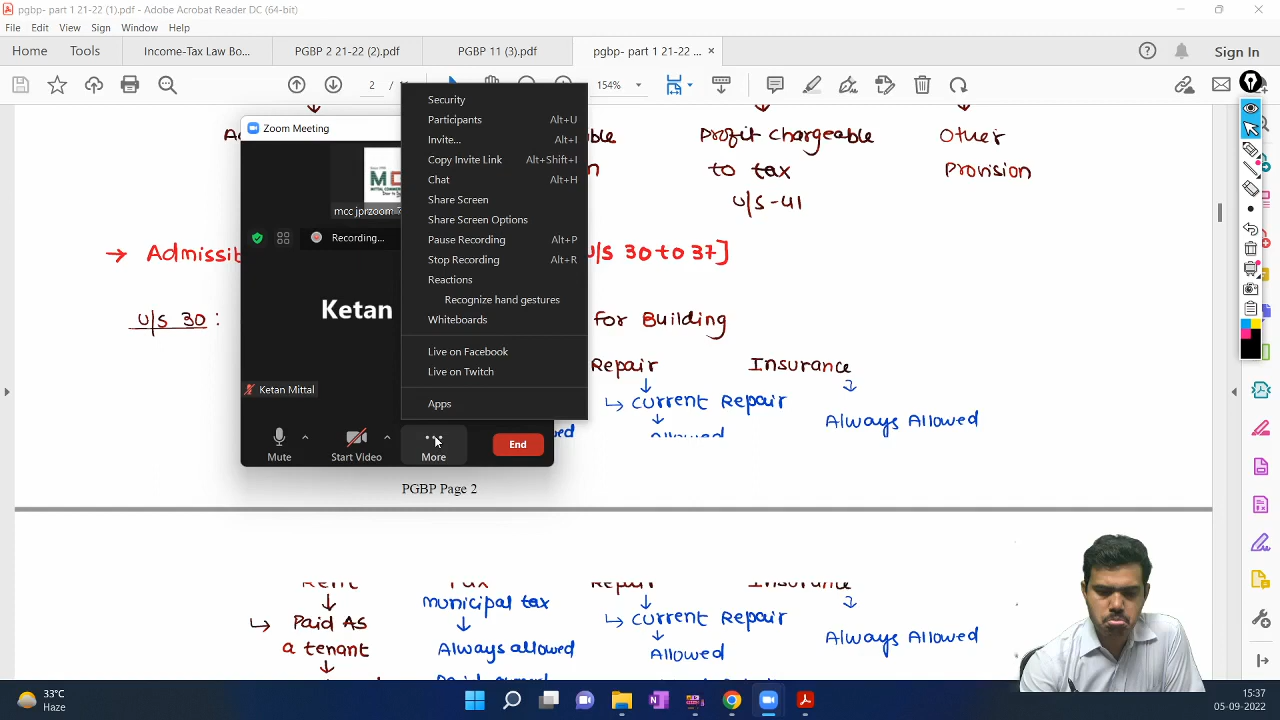 pgbp- part 1 21-22 (1).pdf - Adobe Acrobat Reader DC (64-bit)
File Edit View Sign Window Help
Home Tools Income-Tax Law Bo... PGBP 2 21-22 (2).pdf PGBP 11 (3).pdf pgbp- part 1 21-22 ... × Sign In
2 / 154%
Profit chargeable
to tax
u/s - 41
Other
Provision
Zoom Meeting
mcc jprzoom
Recording...
Ketan
Ketan Mittal
Mute Start Video More End
Security
Participants Alt+U
Invite... Alt+I
Copy Invite Link Alt+Shift+I
Chat Alt+H
Share Screen
Share Screen Options
Pause Recording Alt+P
Stop Recording Alt+R
Reactions
Recognize hand gestures
Whiteboards
Live on Facebook
Live on Twitch
Apps
→ Admissib
u/s 30 to 37]
u/s 30 :
for Building
Repair Insurance
Current Repair
Always Allowed
Allowed
PGBP Page 2
Rent Tax Repair Insurance
municipal tax
Current Repair
Paid AS
a tenant
Always allowed
Allowed
Always Allowed
33°C
Haze
15:37
05-09-2022